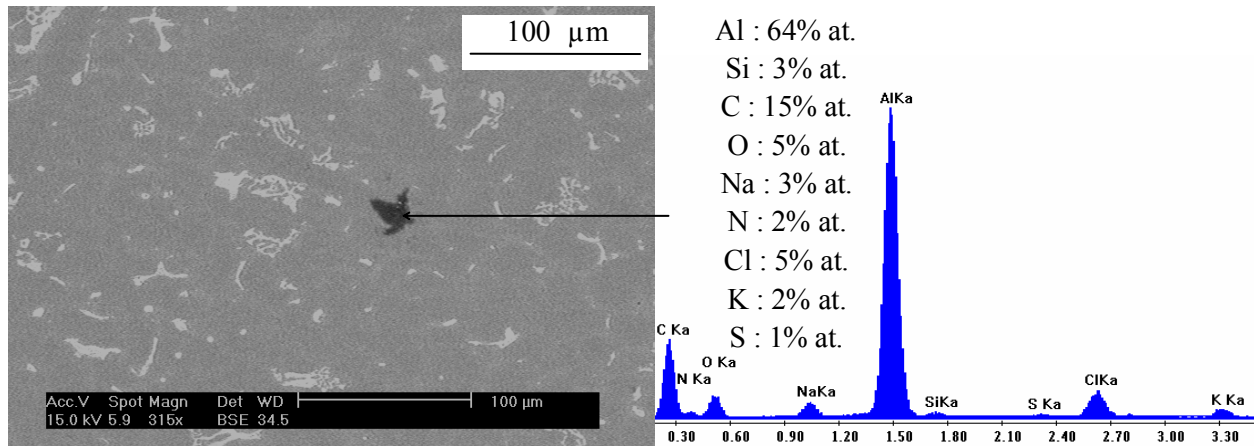 100 µm
Acc.V Spot Magn Det WD 100 µm
15.0 kV 5.9 315x BSE 34.5
Al : 64% at.
Si : 3% at.
C : 15% at.
O : 5% at.
Na : 3% at.
N : 2% at.
Cl : 5% at.
K : 2% at.
S : 1% at.
AlKa
C Ka
N Ka
O Ka
NaKa
SiKa
S Ka
ClKa
K Ka
0.30 0.60 0.90 1.20 1.50 1.80 2.10 2.40 2.70 3.00 3.30